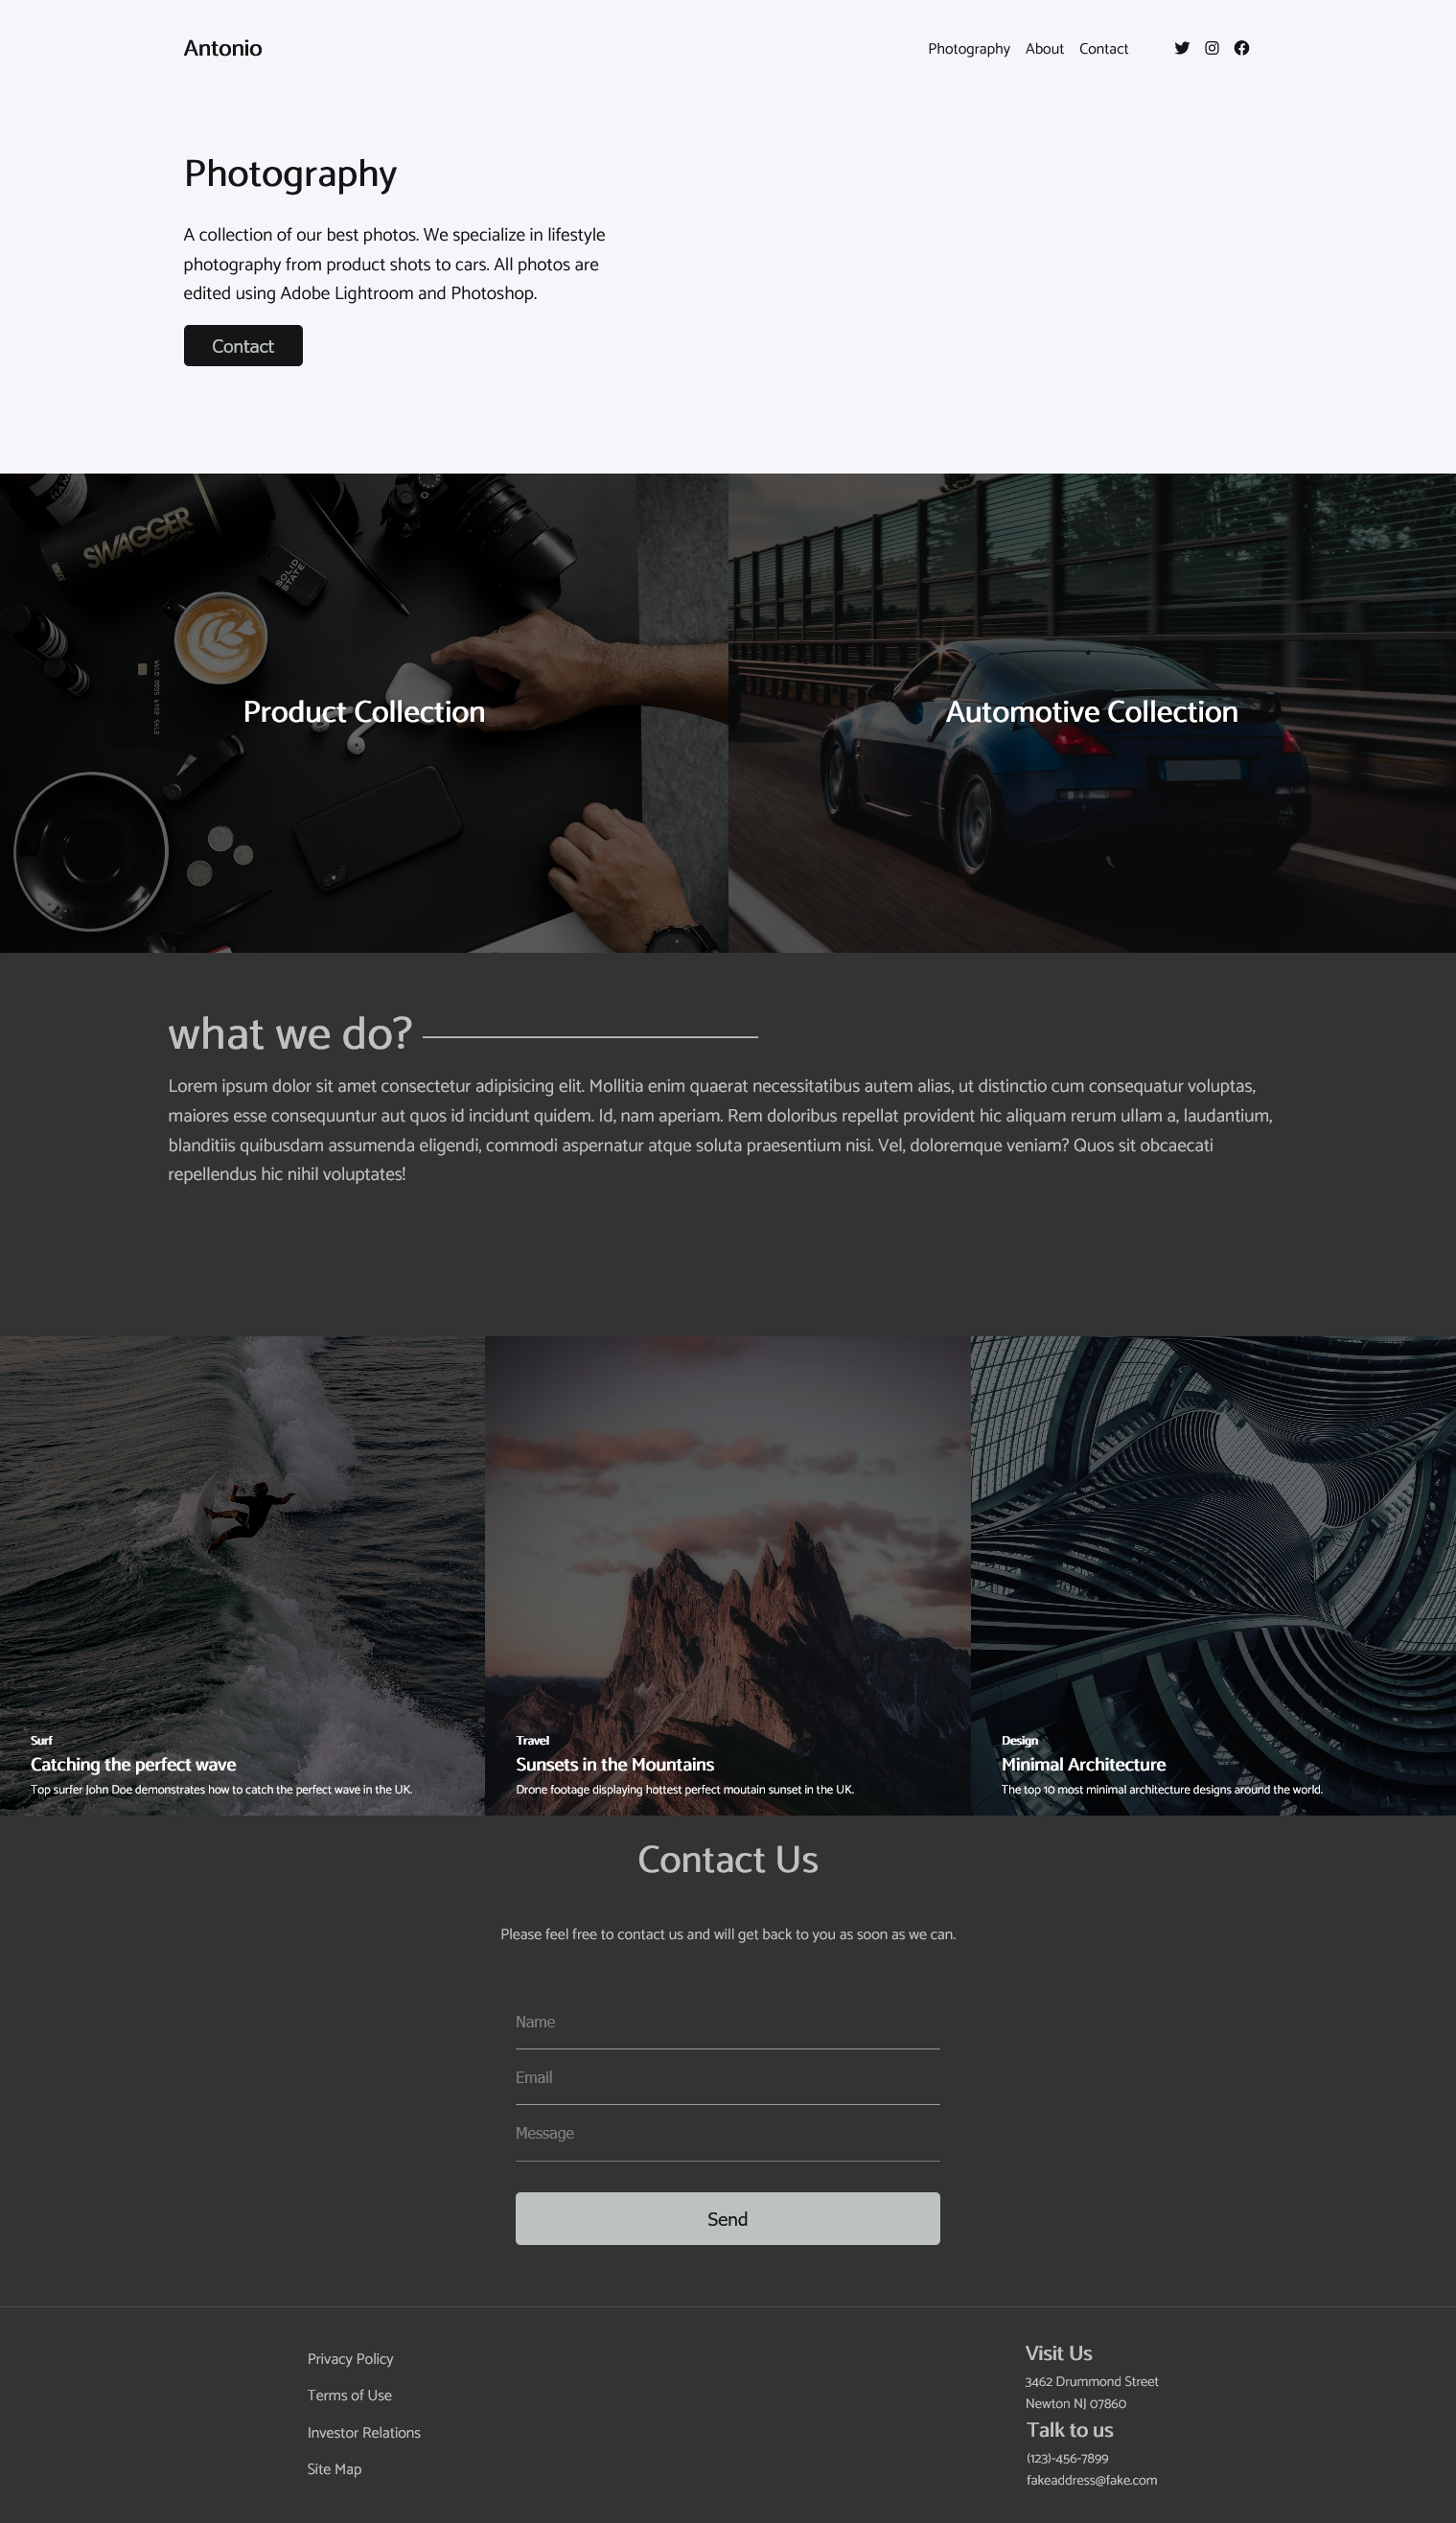 Antonio
Photography About Contact
Photography
A collection of our best photos. We specialize in lifestyle
photography from product shots to cars. All photos are
edited using Adobe Lightroom and Photoshop.
Contact
SWAGGER
SOLID
STATE
Product Collection
Automotive Collection
what we do?
Lorem ipsum dolor sit amet consectetur adipisicing elit. Mollitia enim quaerat necessitatibus autem alias, ut distinctio cum consequatur voluptas,
maiores esse consequuntur aut quos id incidunt quidem. Id, nam aperiam. Rem doloribus repellat provident hic aliquam rerum ullam a, laudantium,
blanditiis quibusdam assumenda eligendi, commodi aspernatur atque soluta praesentium nisi. Vel, doloremque veniam? Quos sit obcaecati
repellendus hic nihil voluptates!
Surf
Catching the perfect wave
Top surfer John Doe demonstrates how to catch the perfect wave in the UK.
Travel
Sunsets in the Mountains
Drone footage displaying hottest perfect moutain sunset in the UK.
Design
Minimal Architecture
The top 10 most minimal architecture designs around the world.
Contact Us
Please feel free to contact us and will get back to you as soon as we can.
Name
Email
Message
Send
Privacy Policy
Terms of Use
Investor Relations
Site Map
Visit Us
3462 Drummond Street
Newton NJ 07860
Talk to us
(123)-456-7899
fakeaddress@fake.com